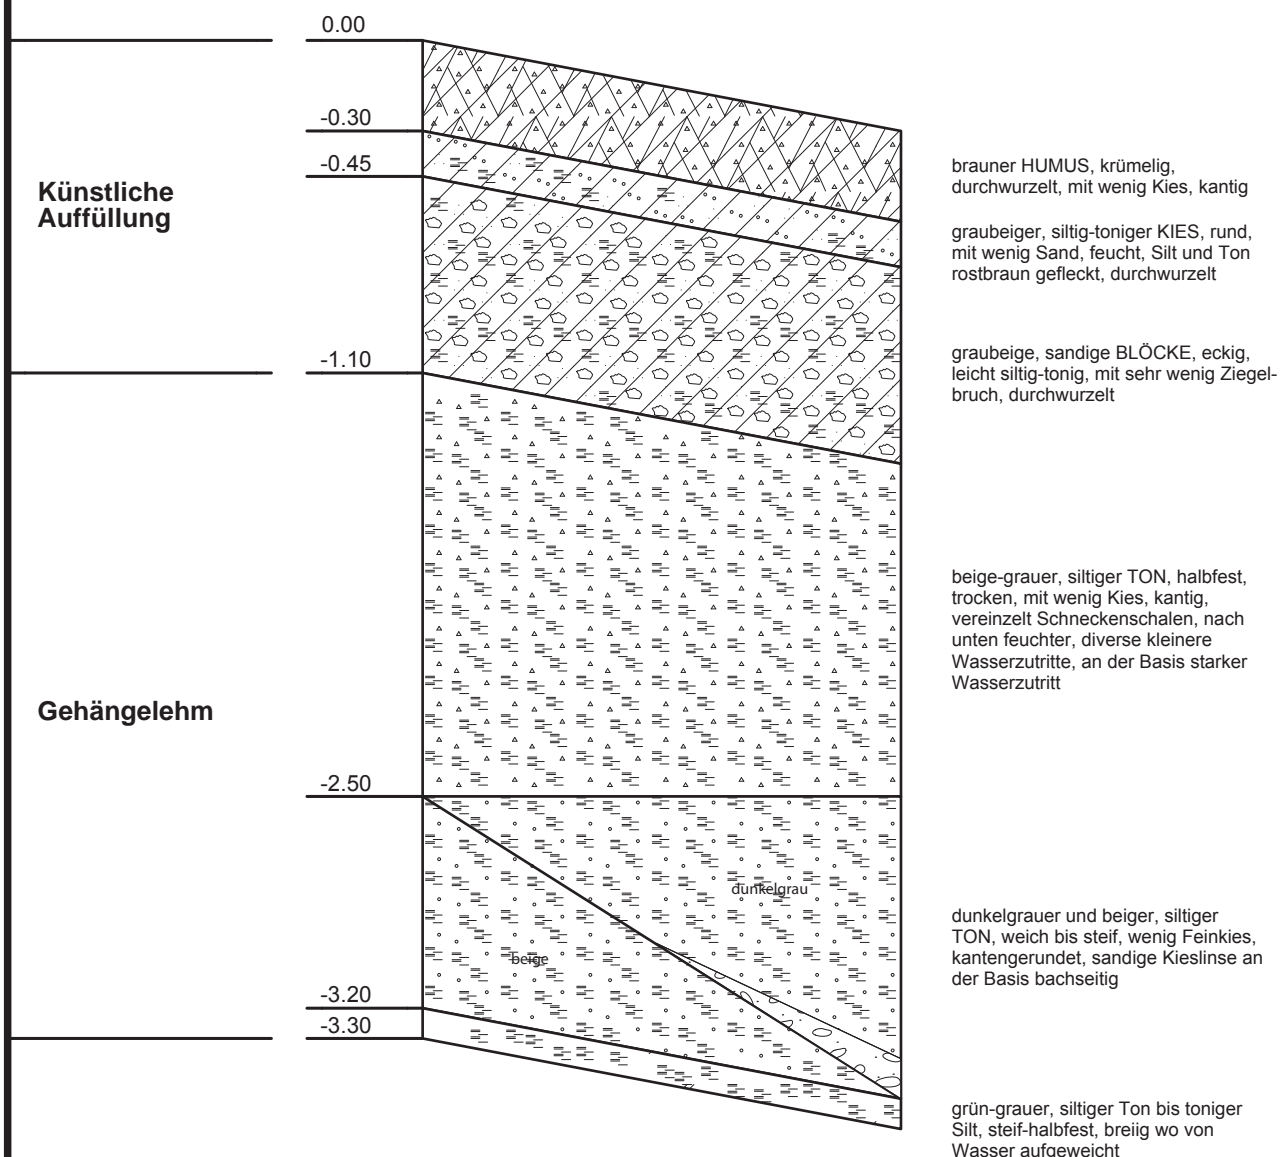 0.00
-0.30
-0.45
Künstliche
Auffüllung
brauner HUMUS, krümelig,
durchwurzelt, mit wenig Kies, kantig
graubeiger, siltig-toniger KIES, rund,
mit wenig Sand, feucht, Silt und Ton
rostbraun gefleckt, durchwurzelt
-1.10
graubeige, sandige BLÖCKE, eckig,
leicht siltig-tonig, mit sehr wenig Ziegel-
bruch, durchwurzelt
beige-grauer, siltiger TON, halbfest,
trocken, mit wenig Kies, kantig,
vereinzelt Schneckenschalen, nach
unten feuchter, diverse kleinere
Wasserzutritte, an der Basis starker
Wasserzutritt
Gehängelehm
-2.50
dunkelgrau
beige
dunkelgrauer und beiger, siltiger
TON, weich bis steif, wenig Feinkies,
kantengerundet, sandige Kieslinse an
der Basis bachseitig
-3.20
-3.30
grün-grauer, siltiger Ton bis toniger
Silt, steif-halbfest, breiig wo von
Wasser aufgeweicht